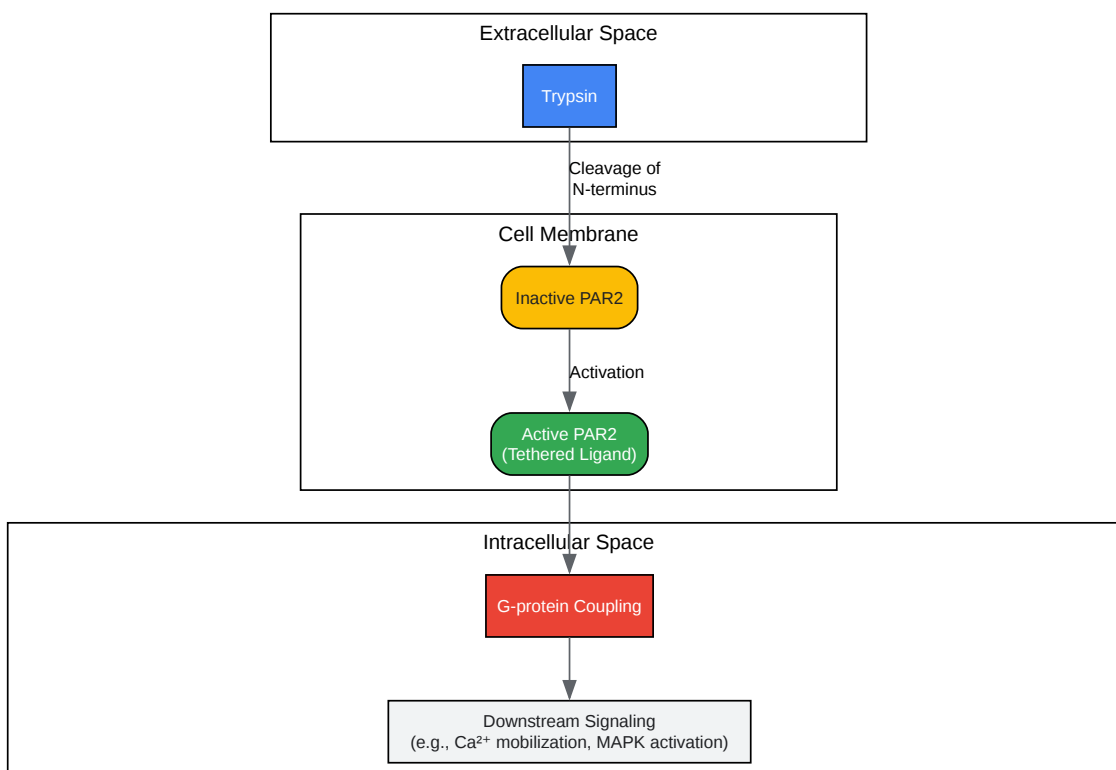 Extracellular Space
Trypsin
Cleavage of
N-terminus
Cell Membrane
Inactive PAR2
Activation
Active PAR2
(Tethered Ligand)
Intracellular Space
G-protein Coupling
Downstream Signaling
(e.g., Ca²⁺ mobilization, MAPK activation)